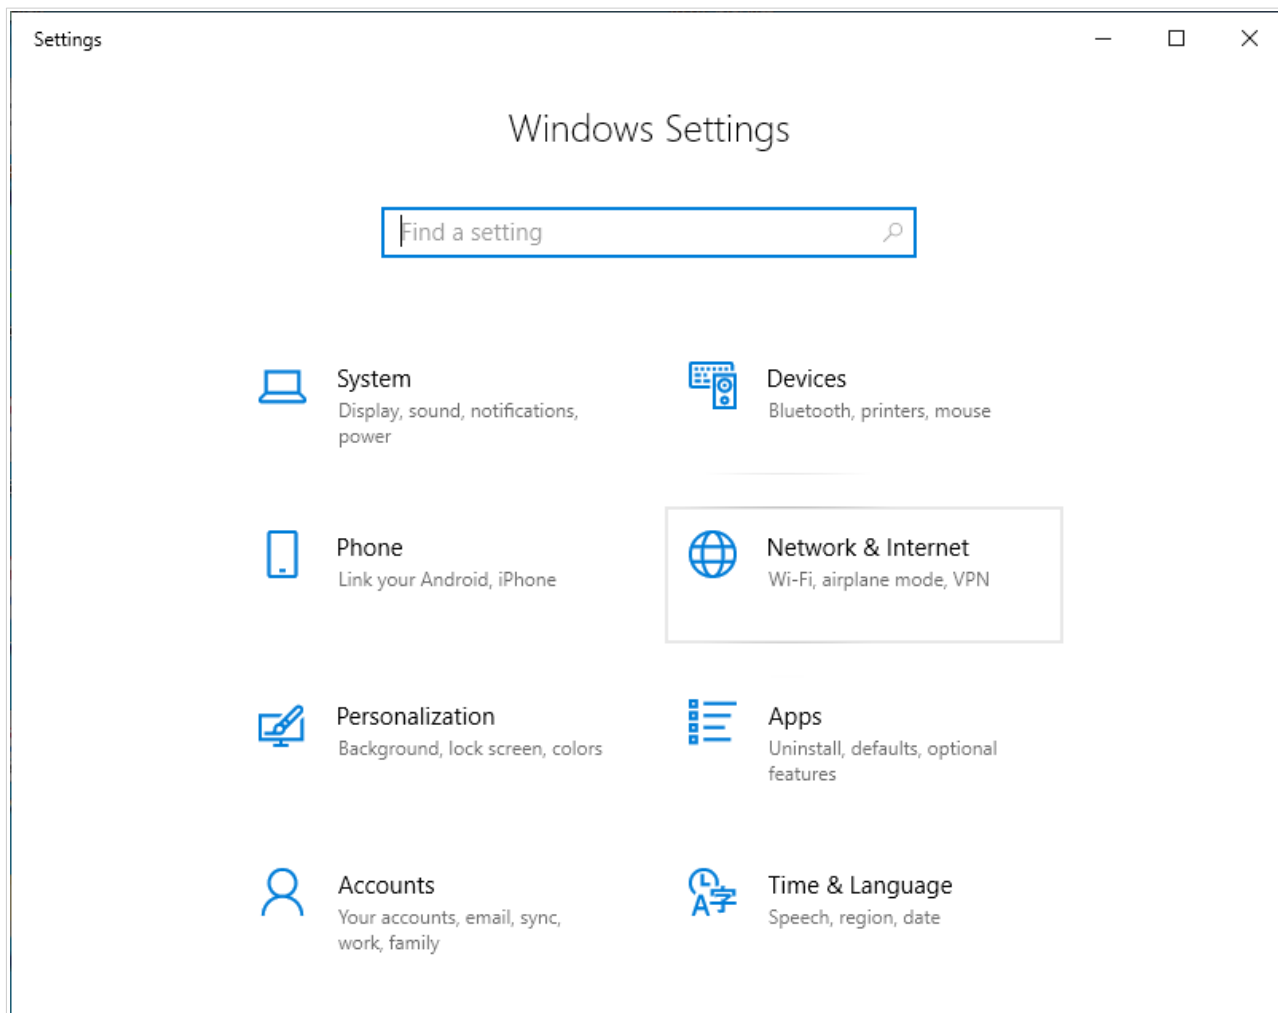 Settings
Windows Settings
Find a setting
System
Display, sound, notifications,
power
Devices
Bluetooth, printers, mouse
Phone
Link your Android, iPhone
Network & Internet
Wi-Fi, airplane mode, VPN
Personalization
Background, lock screen, colors
Apps
Uninstall, defaults, optional
features
Accounts
Your accounts, email, sync,
work, family
Time & Language
Speech, region, date